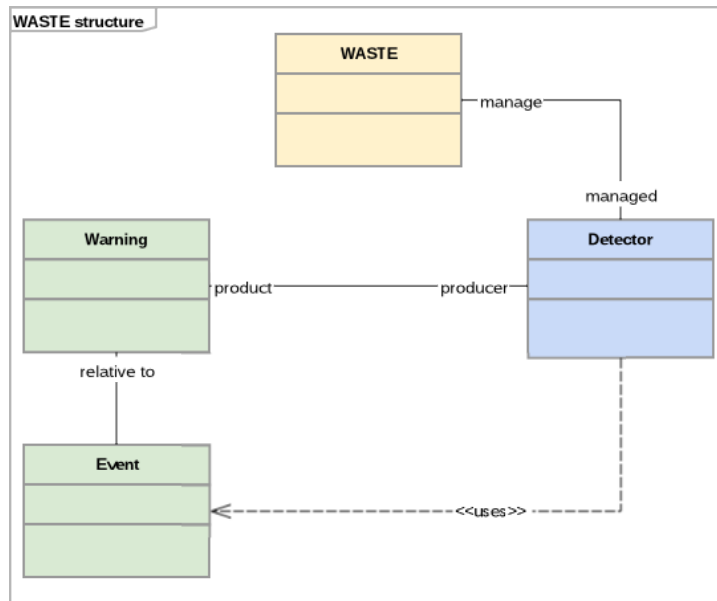 WASTE structure
WASTE
manage
managed
Warning
Detector
product
producer
relative to
Event
<<uses>>